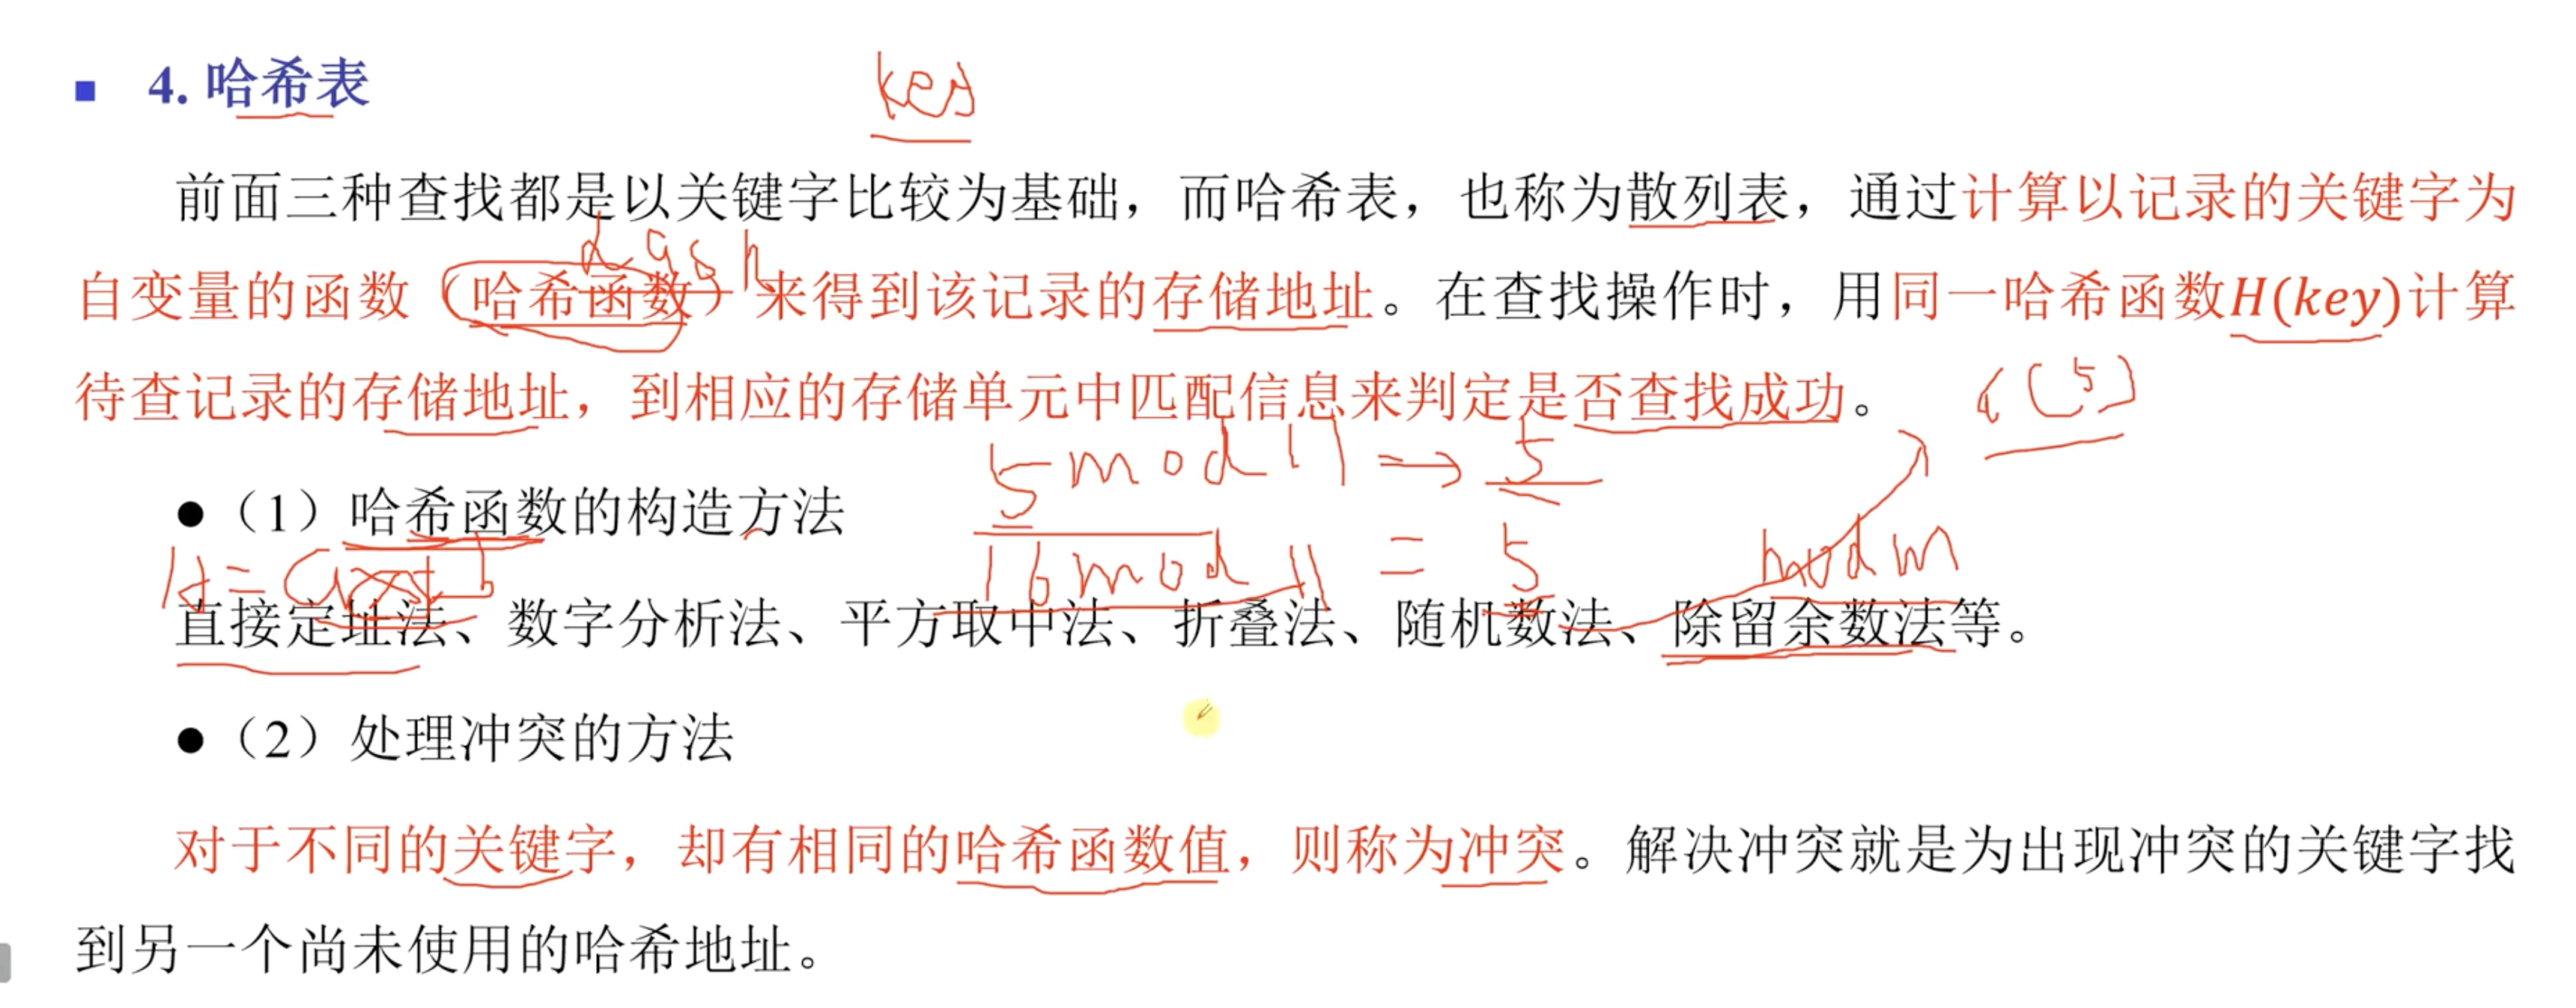 4. 哈希表
key
前面三种查找都是以关键字比较为基础，而哈希表，也称为散列表，通过计算以记录的关键字为
自变量的函数（哈希函数）来得到该记录的存储地址。在查找操作时，用同一哈希函数H(key)计算
待查记录的存储地址，到相应的存储单元中匹配信息来判定是否查找成功。
(5)
5 mod 11 → 5
●（1）哈希函数的构造方法
16 mod 11 = 5
mod m
直接定址法、数字分析法、平方取中法、折叠法、随机数法、除留余数法等。
●（2）处理冲突的方法
对于不同的关键字，却有相同的哈希函数值，则称为冲突。解决冲突就是为出现冲突的关键字找
到另一个尚未使用的哈希地址。